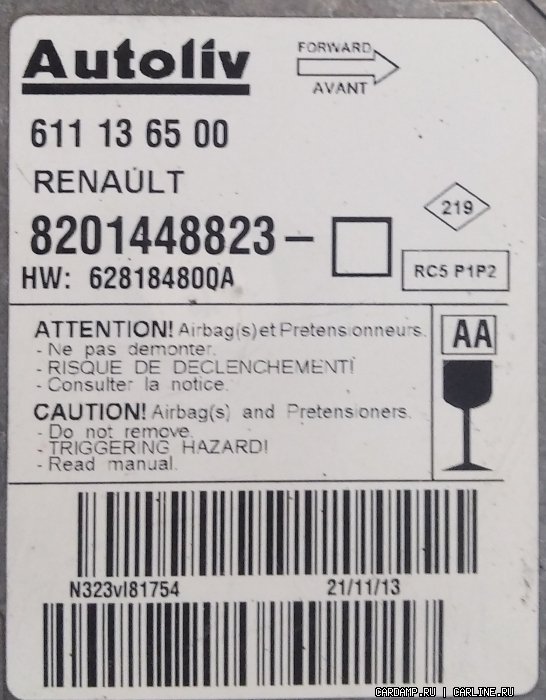 Autoliv
FORWARD
AVANT
611 13 65 00
RENAULT
219
8201448823-
RC5 P1P2
HW: 628184800A
ATTENTION! Airbag(s) et Pretensionneurs.
- Ne pas demonter.
- RISQUE DE DECLENCHEMENT!
- Consulter la notice.
AA
CAUTION! Airbag(s) and Pretensioners.
- Do not remove.
- TRIGGERING HAZARD!
- Read manual.
N323vl81754
21/11/13
CARDAMP.RU | CARLINE.RU